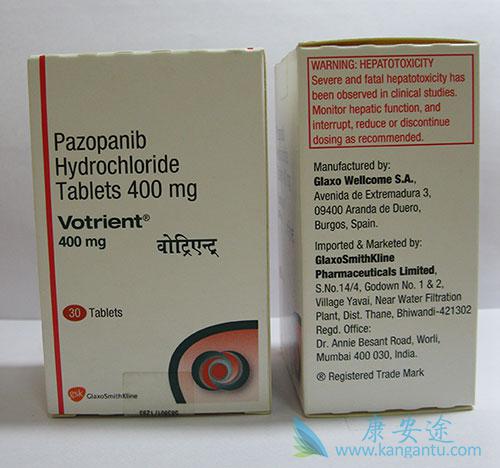 Pazopanib
Hydrochloride
Tablets 400 mg
Votrient®
400 mg
वोट्रिएन्ट
30 Tablets
gsk GlaxoSmithKline
WARNING: HEPATOTOXICITY
Severe and fatal hepatotoxicity has
been observed in clinical studies.
Monitor hepatic function, and
interrupt, reduce or discontinue
dosing as recommended.
Manufactured by:
Glaxo Wellcome S.A.,
Avenida de Extremadura 3,
09400 Aranda de Duero,
Burgos, Spain.
Imported & Marketed by:
GlaxoSmithKline
Pharmaceuticals Limited,
S.No.14/4, Godown No. 1 & 2,
Village Yavai, Near Water Filtration
Plant, Dist. Thane, Bhiwandi-421302
Regd. Office:
Dr. Annie Besant Road, Worli,
Mumbai 400 030, India.
® Registered Trade Mark
康安途
www.kangantu.com